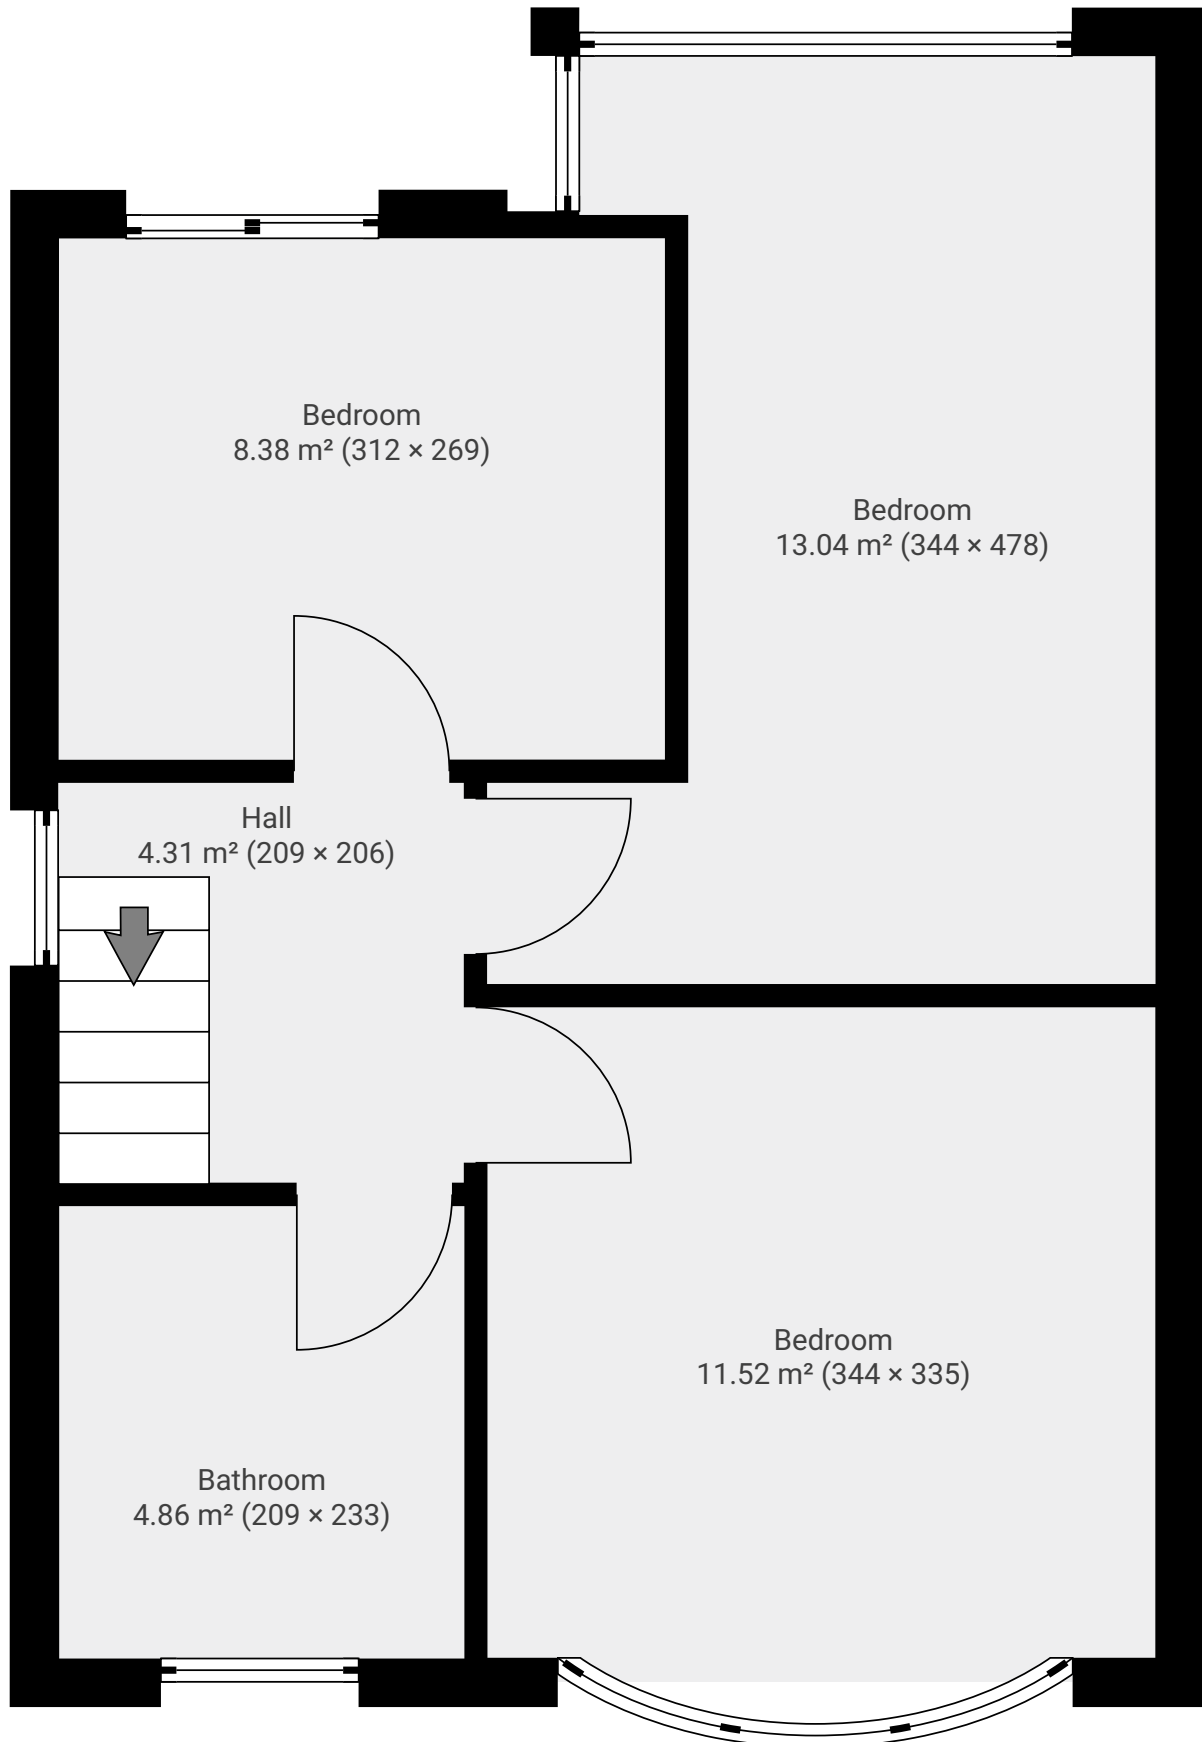 Bedroom
8.38 m² (312 × 269)
Bedroom
13.04 m² (344 × 478)
Hall
4.31 m² (209 × 206)
Bedroom
11.52 m² (344 × 335)
Bathroom
4.86 m² (209 × 233)